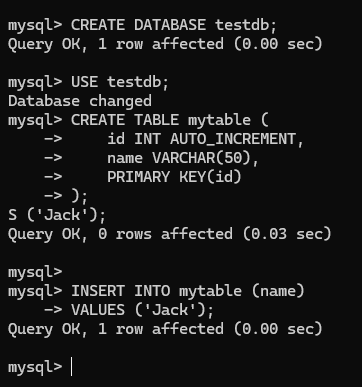 mysql> CREATE DATABASE testdb;
Query OK, 1 row affected (0.00 sec)

mysql> USE testdb;
Database changed
mysql> CREATE TABLE mytable (
    ->     id INT AUTO_INCREMENT,
    ->     name VARCHAR(50),
    ->     PRIMARY KEY(id)
    -> );
S ('Jack');
Query OK, 0 rows affected (0.03 sec)

mysql>
mysql> INSERT INTO mytable (name)
    -> VALUES ('Jack');
Query OK, 1 row affected (0.00 sec)

mysql>